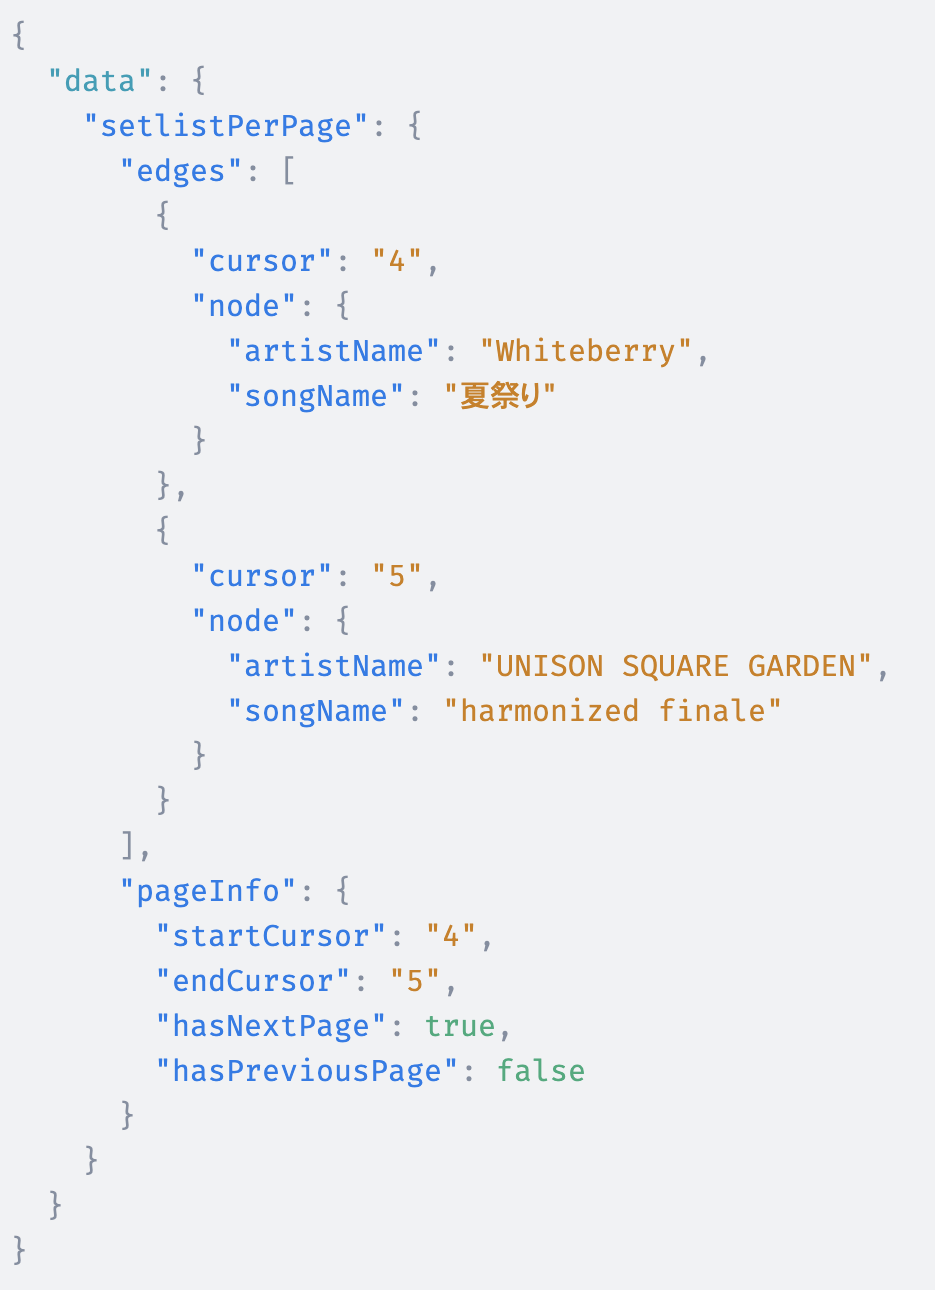 {
  "data": {
    "setlistPerPage": {
      "edges": [
        {
          "cursor": "4",
          "node": {
            "artistName": "Whiteberry",
            "songName": "夏祭り"
          }
        },
        {
          "cursor": "5",
          "node": {
            "artistName": "UNISON SQUARE GARDEN",
            "songName": "harmonized finale"
          }
        }
      ],
      "pageInfo": {
        "startCursor": "4",
        "endCursor": "5",
        "hasNextPage": true,
        "hasPreviousPage": false
      }
    }
  }
}